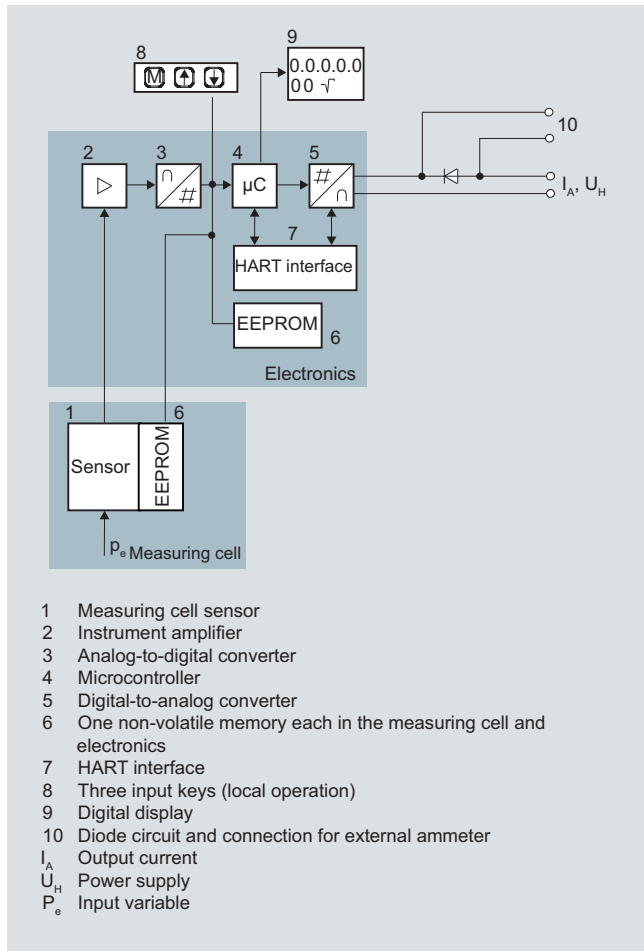 9
8
0.0.0.0.0
00 √
M
10
2
3
4
5
µC
I_A, U_H
7
HART interface
EEPROM
6
Electronics
1
6
Sensor
EEPROM
p_e Measuring cell
1 Measuring cell sensor
2 Instrument amplifier
3 Analog-to-digital converter
4 Microcontroller
5 Digital-to-analog converter
6 One non-volatile memory each in the measuring cell and
electronics
7 HART interface
8 Three input keys (local operation)
9 Digital display
10 Diode circuit and connection for external ammeter
I_A Output current
U_H Power supply
P_e Input variable